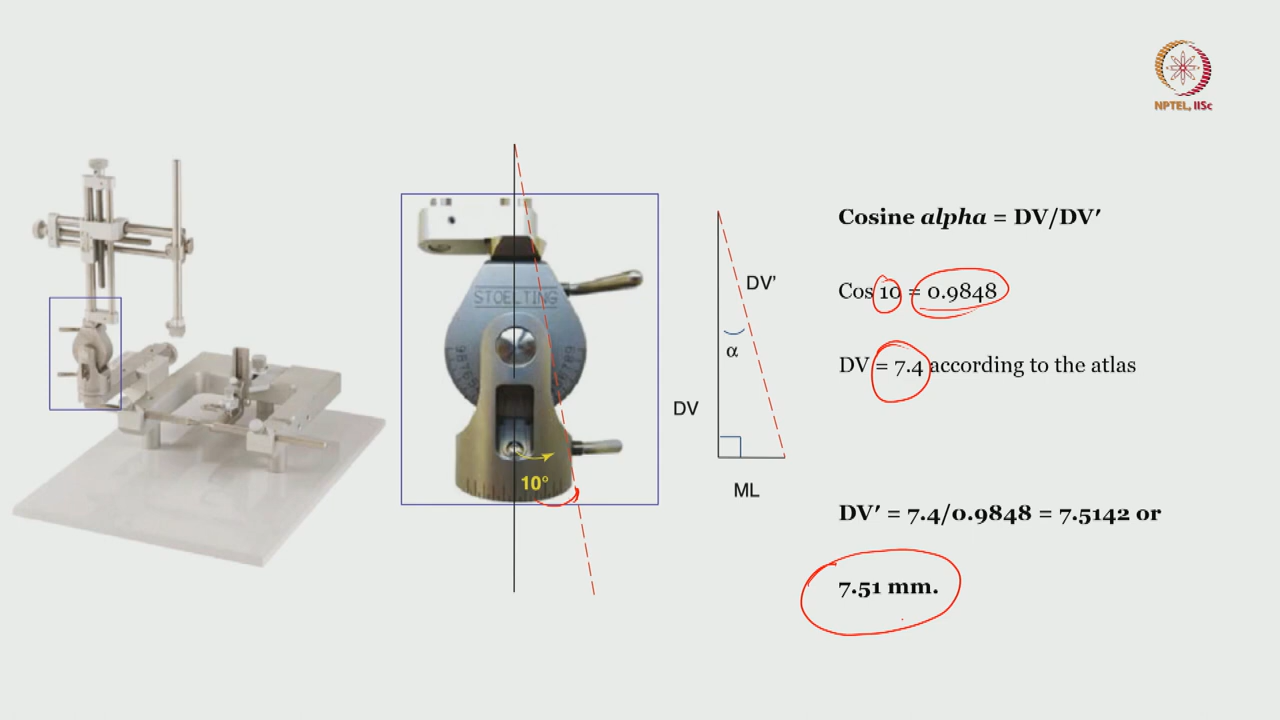 NPTEL, IISc
STOELTING
10°
DV'
α
DV
ML
Cosine alpha = DV/DV′
Cos 10 = 0.9848
DV = 7.4 according to the atlas
DV′ = 7.4/0.9848 = 7.5142 or
7.51 mm.